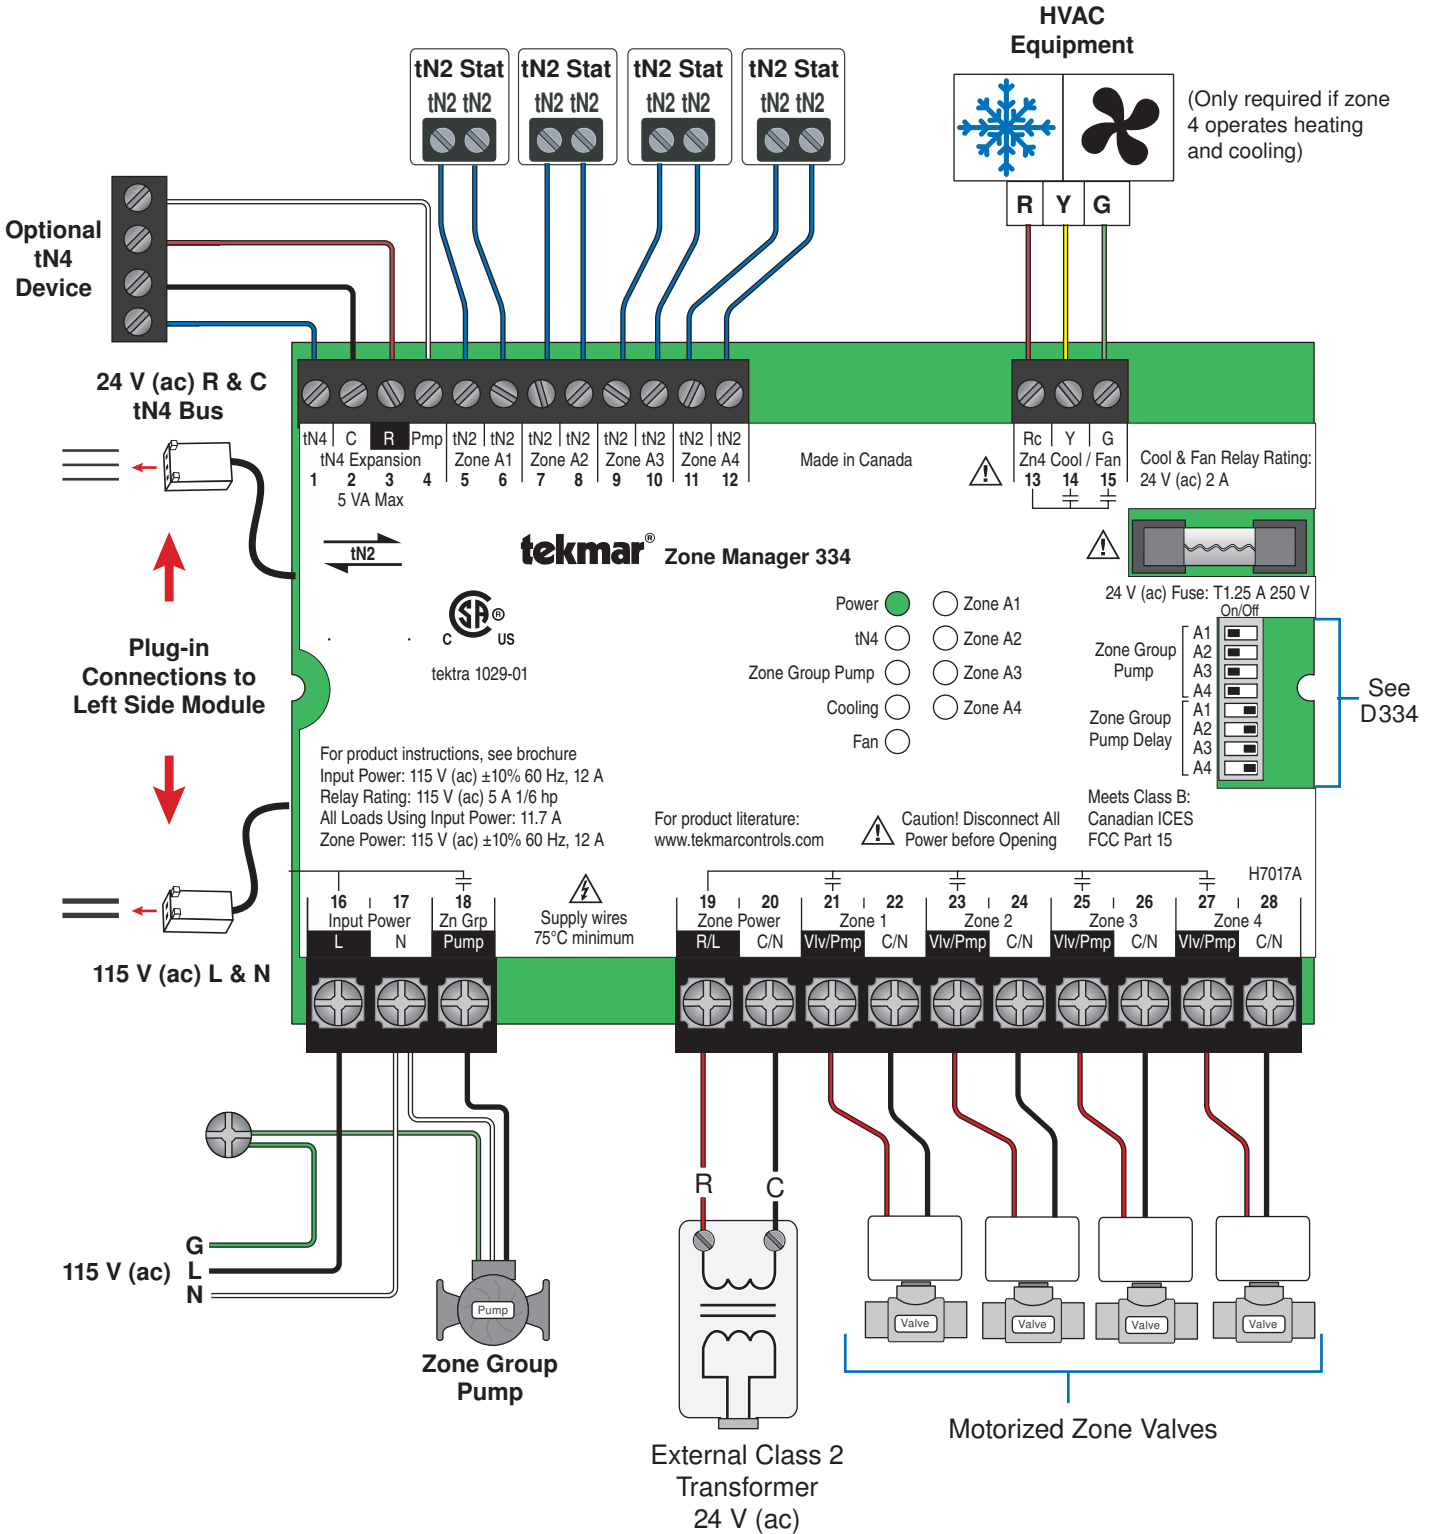 HVAC
Equipment
(Only required if zone
4 operates heating
and cooling)
R Y G
tN2 Stat
tN2 tN2
tN2 Stat
tN2 tN2
tN2 Stat
tN2 tN2
tN2 Stat
tN2 tN2
Optional
tN4
Device
24 V (ac) R & C
tN4 Bus
Plug-in
Connections to
Left Side Module
115 V (ac) L & N
tN4 C R Pmp tN2 tN2 tN2 tN2 tN2 tN2 tN2 tN2
tN4 Expansion Zone A1 Zone A2 Zone A3 Zone A4
1 2 3 4 5 6 7 8 9 10 11 12
5 VA Max
Made in Canada
Rc Y G
Zn4 Cool / Fan
13 14 15
Cool & Fan Relay Rating:
24 V (ac) 2 A
tN2
tekmar® Zone Manager 334
24 V (ac) Fuse: T1.25 A 250 V
SA ®
C US
tektra 1029-01
Power
tN4
Zone Group Pump
Cooling
Fan
Zone A1
Zone A2
Zone A3
Zone A4
On/Off
Zone Group
Pump
A1
A2
A3
A4
Zone Group
Pump Delay
A1
A2
A3
A4
See
D334
For product instructions, see brochure
Input Power: 115 V (ac) ±10% 60 Hz, 12 A
Relay Rating: 115 V (ac) 5 A 1/6 hp
All Loads Using Input Power: 11.7 A
Zone Power: 115 V (ac) ±10% 60 Hz, 12 A
For product literature:
www.tekmarcontrols.com
Caution! Disconnect All
Power before Opening
Meets Class B:
Canadian ICES
FCC Part 15
H7017A
16 17 18
Input Power Zn Grp
L N Pump
Supply wires
75°C minimum
19 20 21 22 23 24 25 26 27 28
Zone Power Zone 1 Zone 2 Zone 3 Zone 4
R/L C/N Vlv/Pmp C/N Vlv/Pmp C/N Vlv/Pmp C/N Vlv/Pmp C/N
115 V (ac)
G
L
N
Pump
Zone Group
Pump
R C
External Class 2
Transformer
24 V (ac)
Valve
Valve
Valve
Valve
Motorized Zone Valves